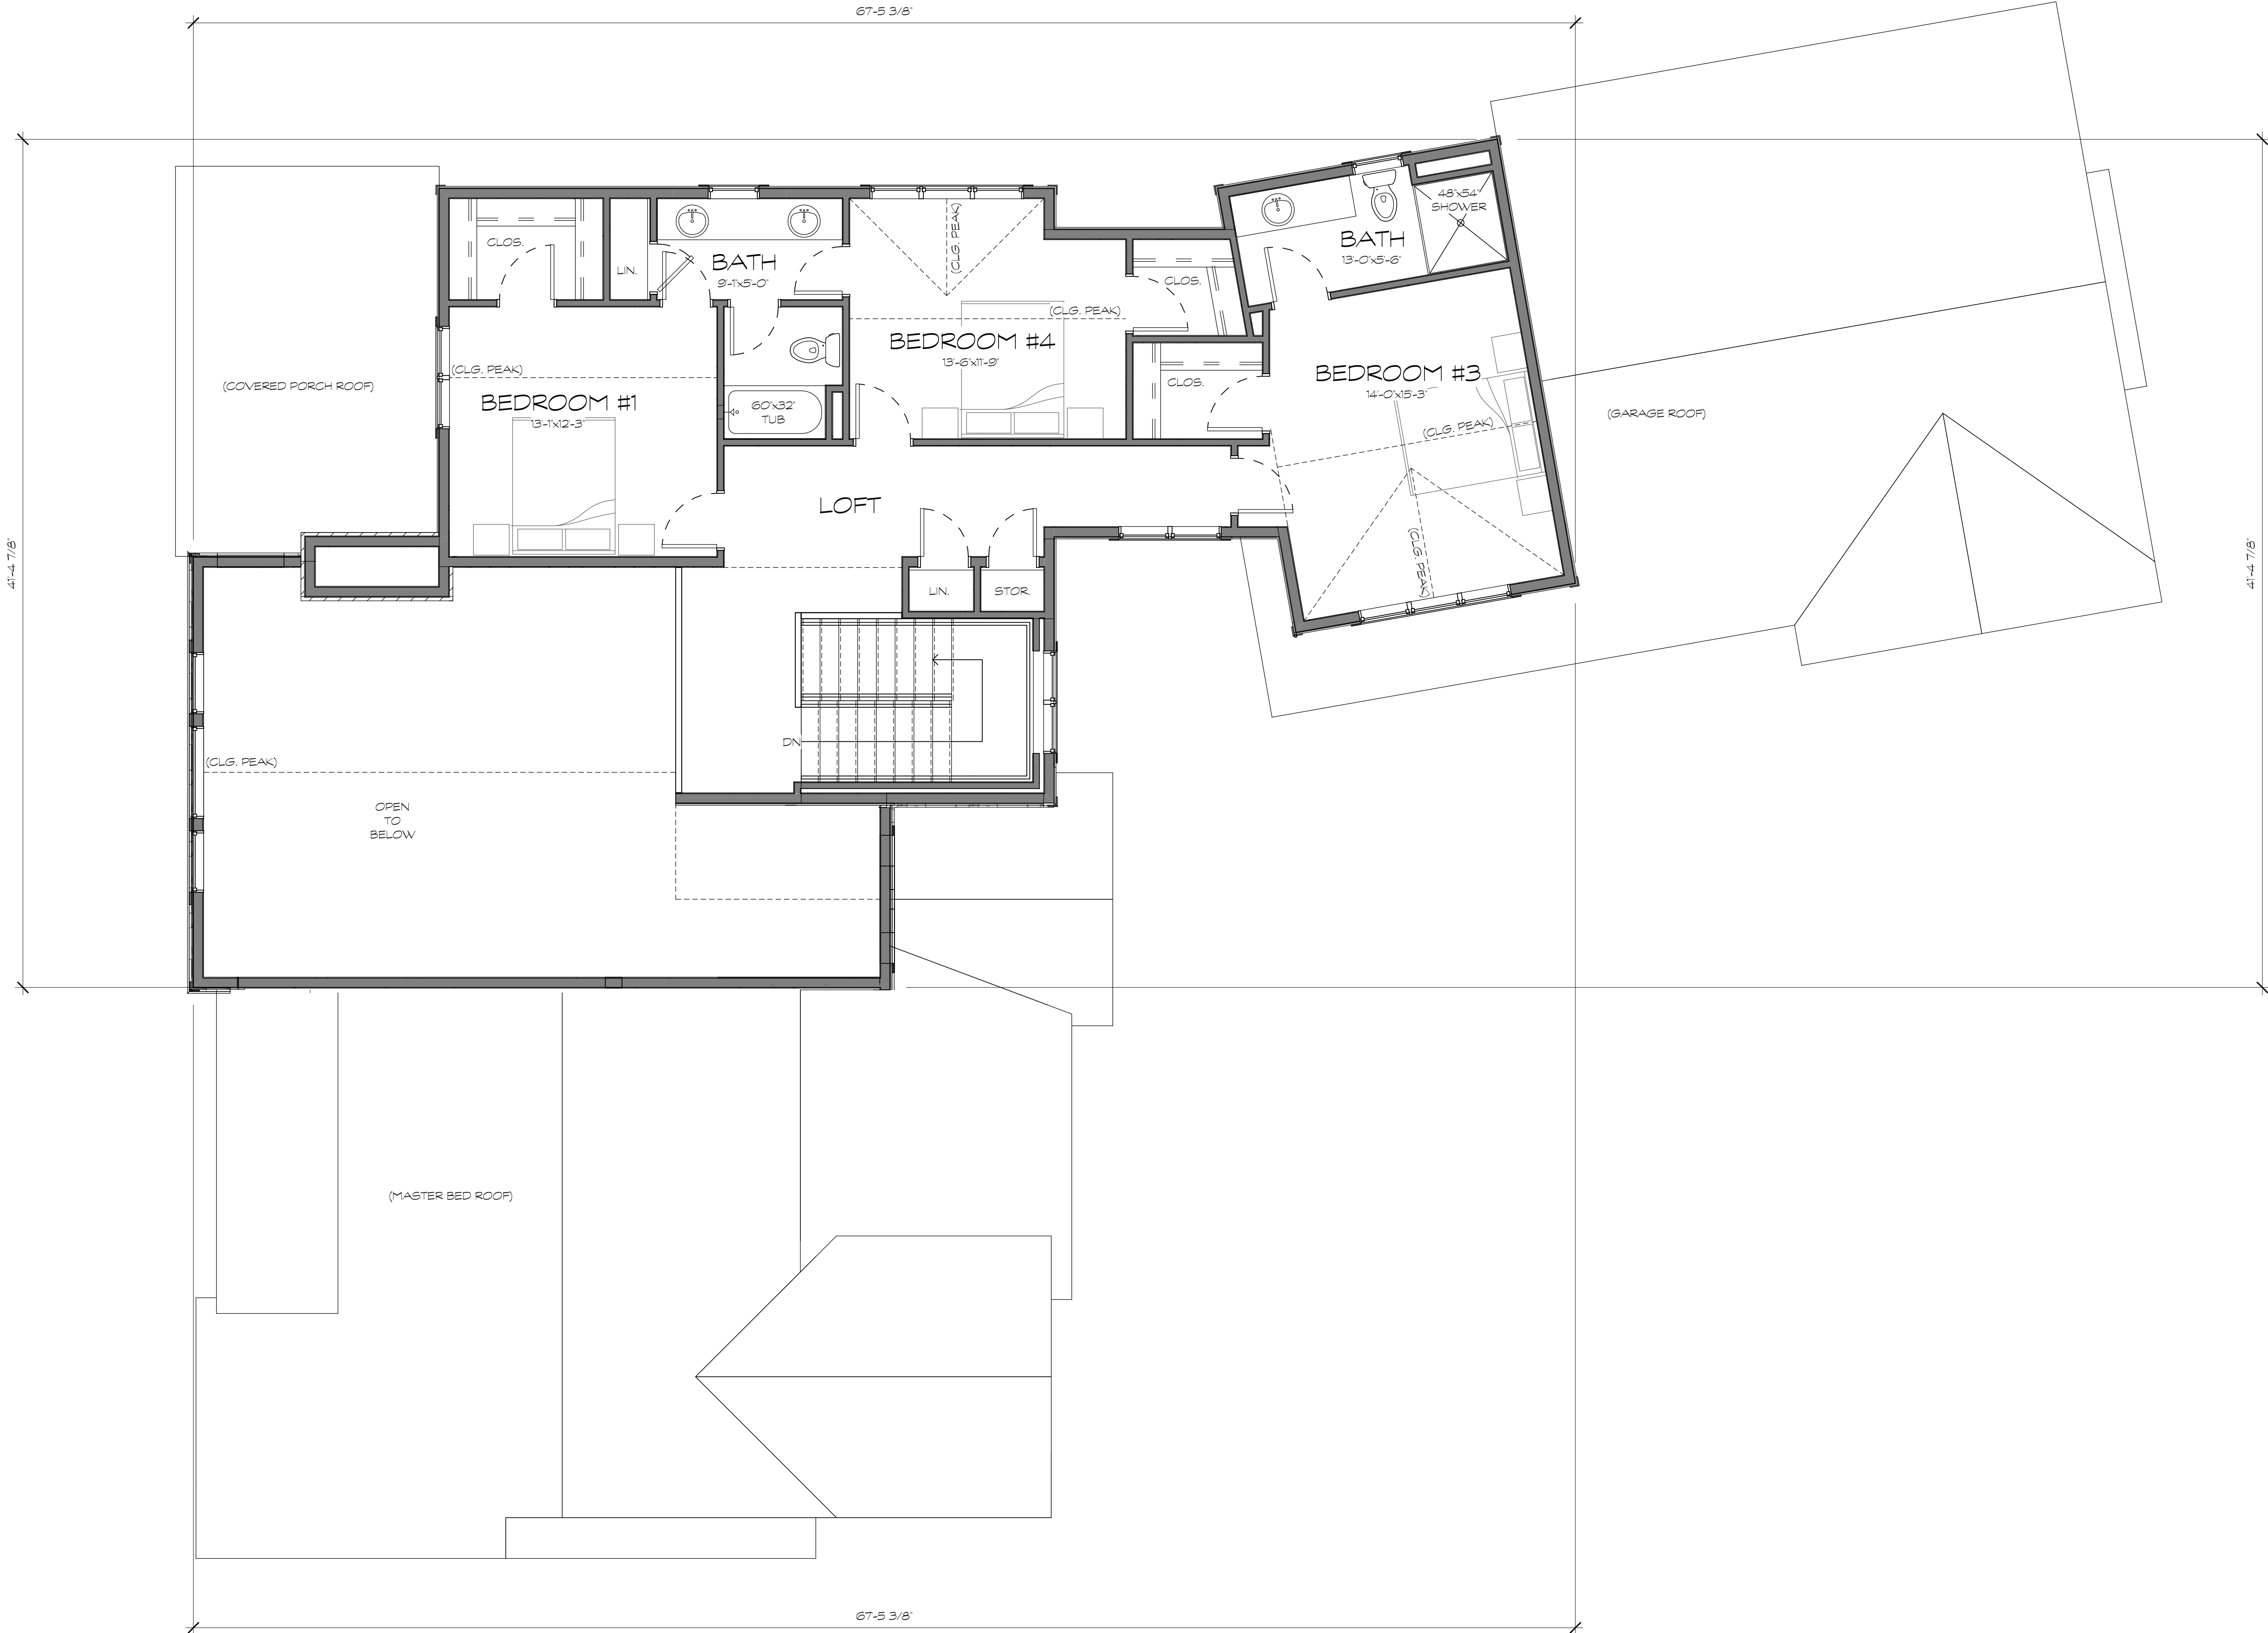 67'-5 3/8"
41'-4 7/8"
41'-4 7/8"
CLOS.
LIN.
BATH
9'-1"x5'-0"
(CLG. PEAK)
CLOS.
48"x54"
SHOWER
BATH
13'-0"x5'-6"
(CLG. PEAK)
BEDROOM #4
13'-6"x11'-9"
(COVERED PORCH ROOF)
(CLG. PEAK)
BEDROOM #1
13'-1"x12'-3"
60"x32"
TUB
CLOS.
BEDROOM #3
14'-0"x15'-3"
(CLG. PEAK)
(CLG. PEAK)
(GARAGE ROOF)
LOFT
LIN.
STOR.
DN
(CLG. PEAK)
OPEN
TO
BELOW
(MASTER BED ROOF)
67'-5 3/8"